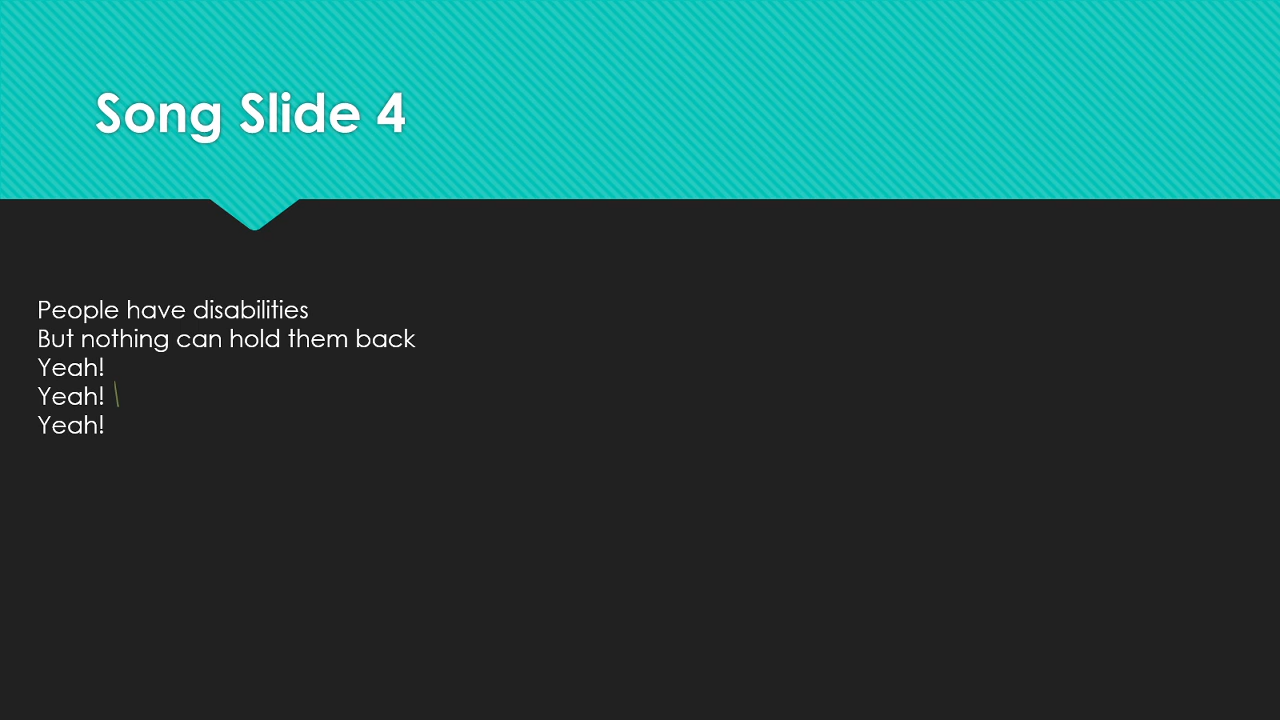 Song Slide 4
People have disabilities
But nothing can hold them back
Yeah!
Yeah! \
Yeah!